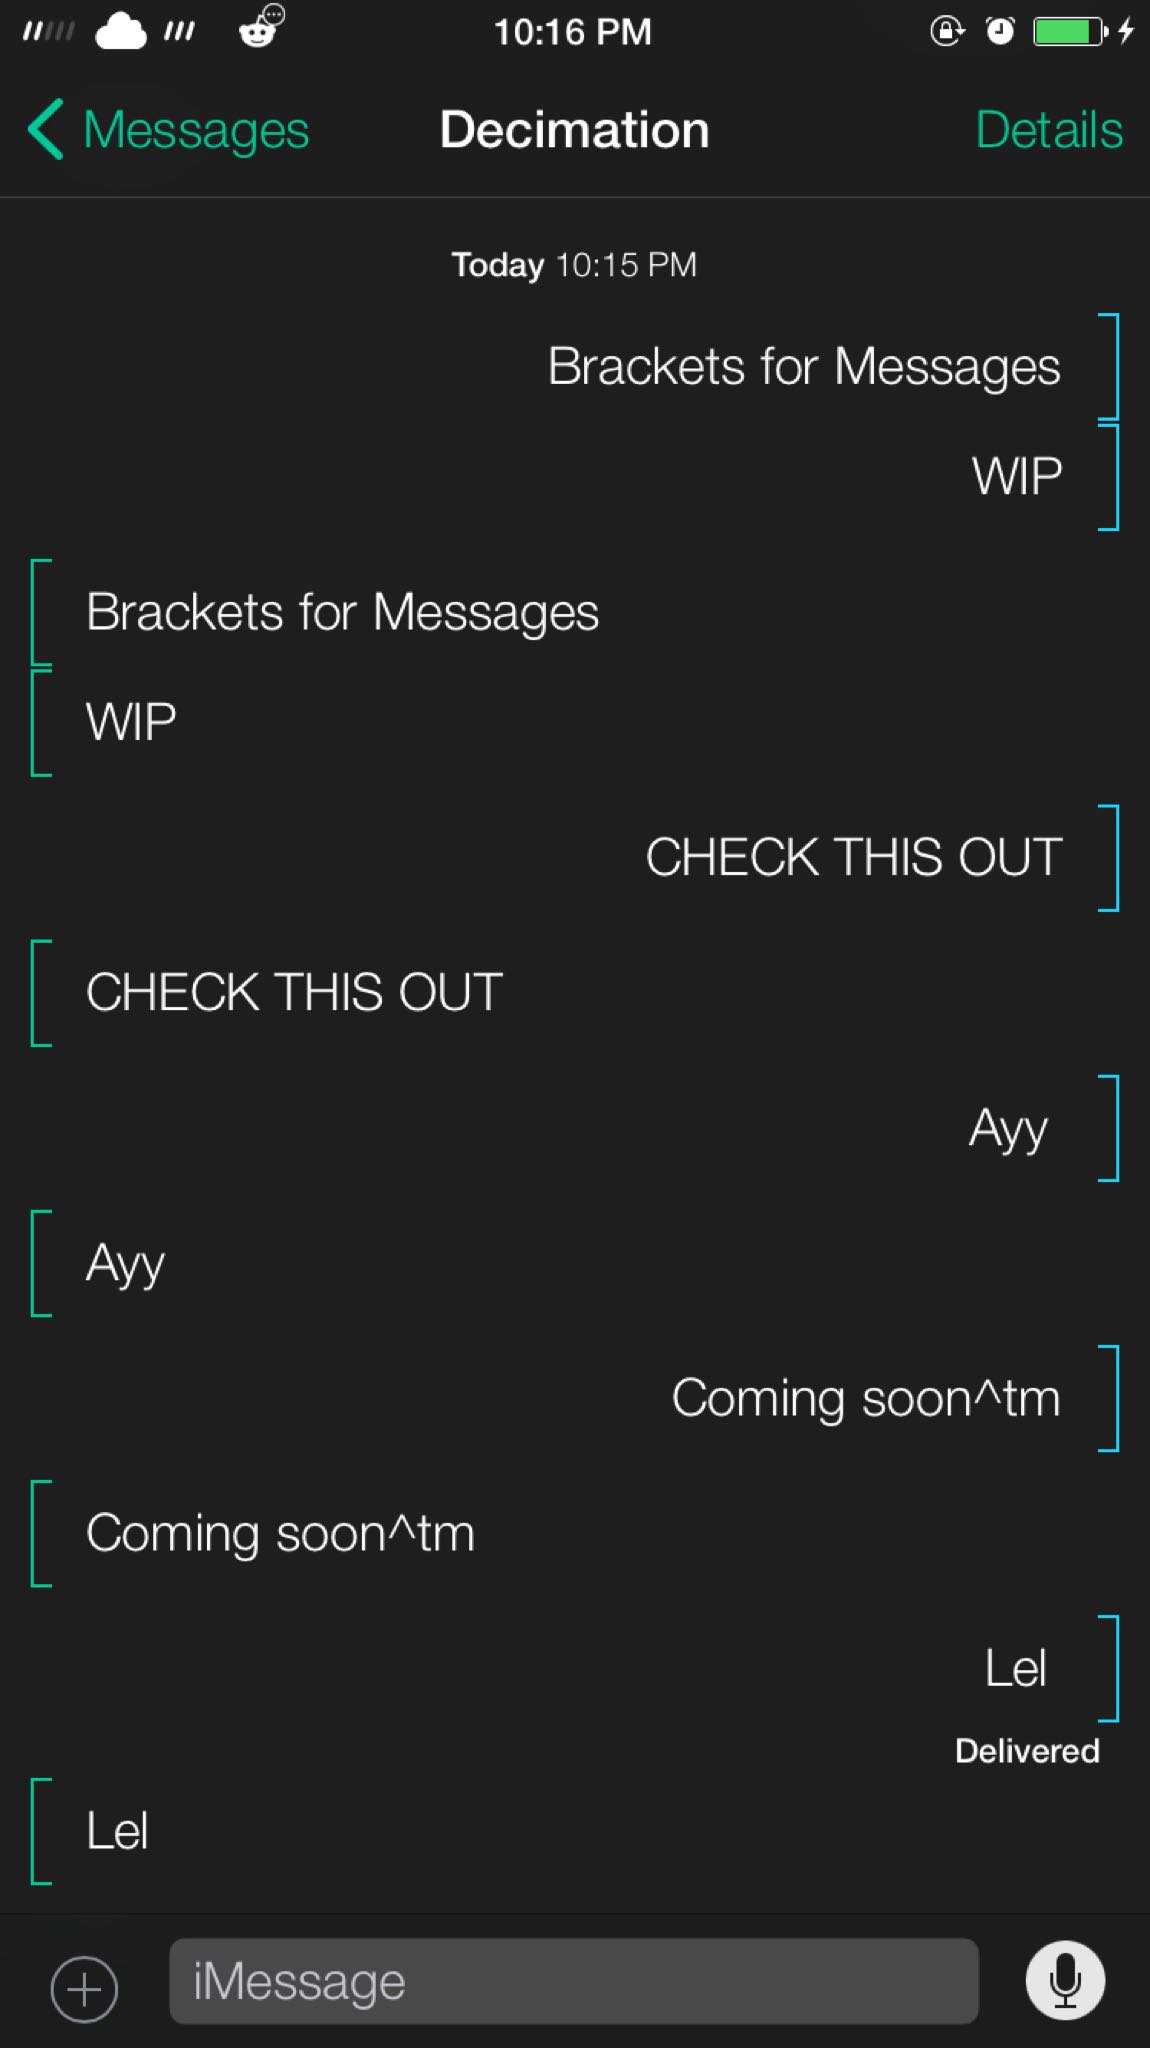 10:16 PM
Messages Decimation Details
Today 10:15 PM
Brackets for Messages
WIP
Brackets for Messages
WIP
CHECK THIS OUT
CHECK THIS OUT
Ayy
Ayy
Coming soon^tm
Coming soon^tm
Lel
Delivered
Lel
iMessage